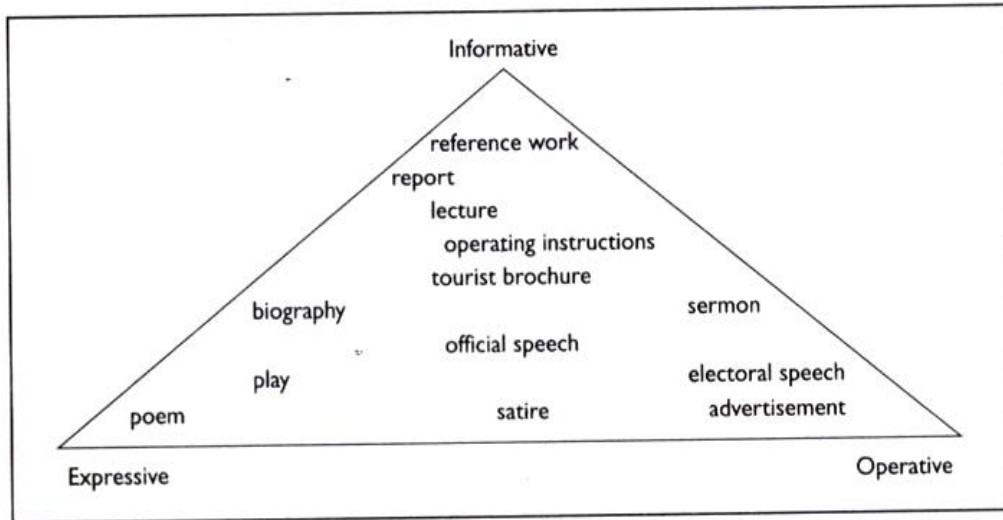 Informative
reference work
report
lecture
operating instructions
tourist brochure
biography
sermon
official speech
play
electoral speech
poem
satire
advertisement
Expressive
Operative